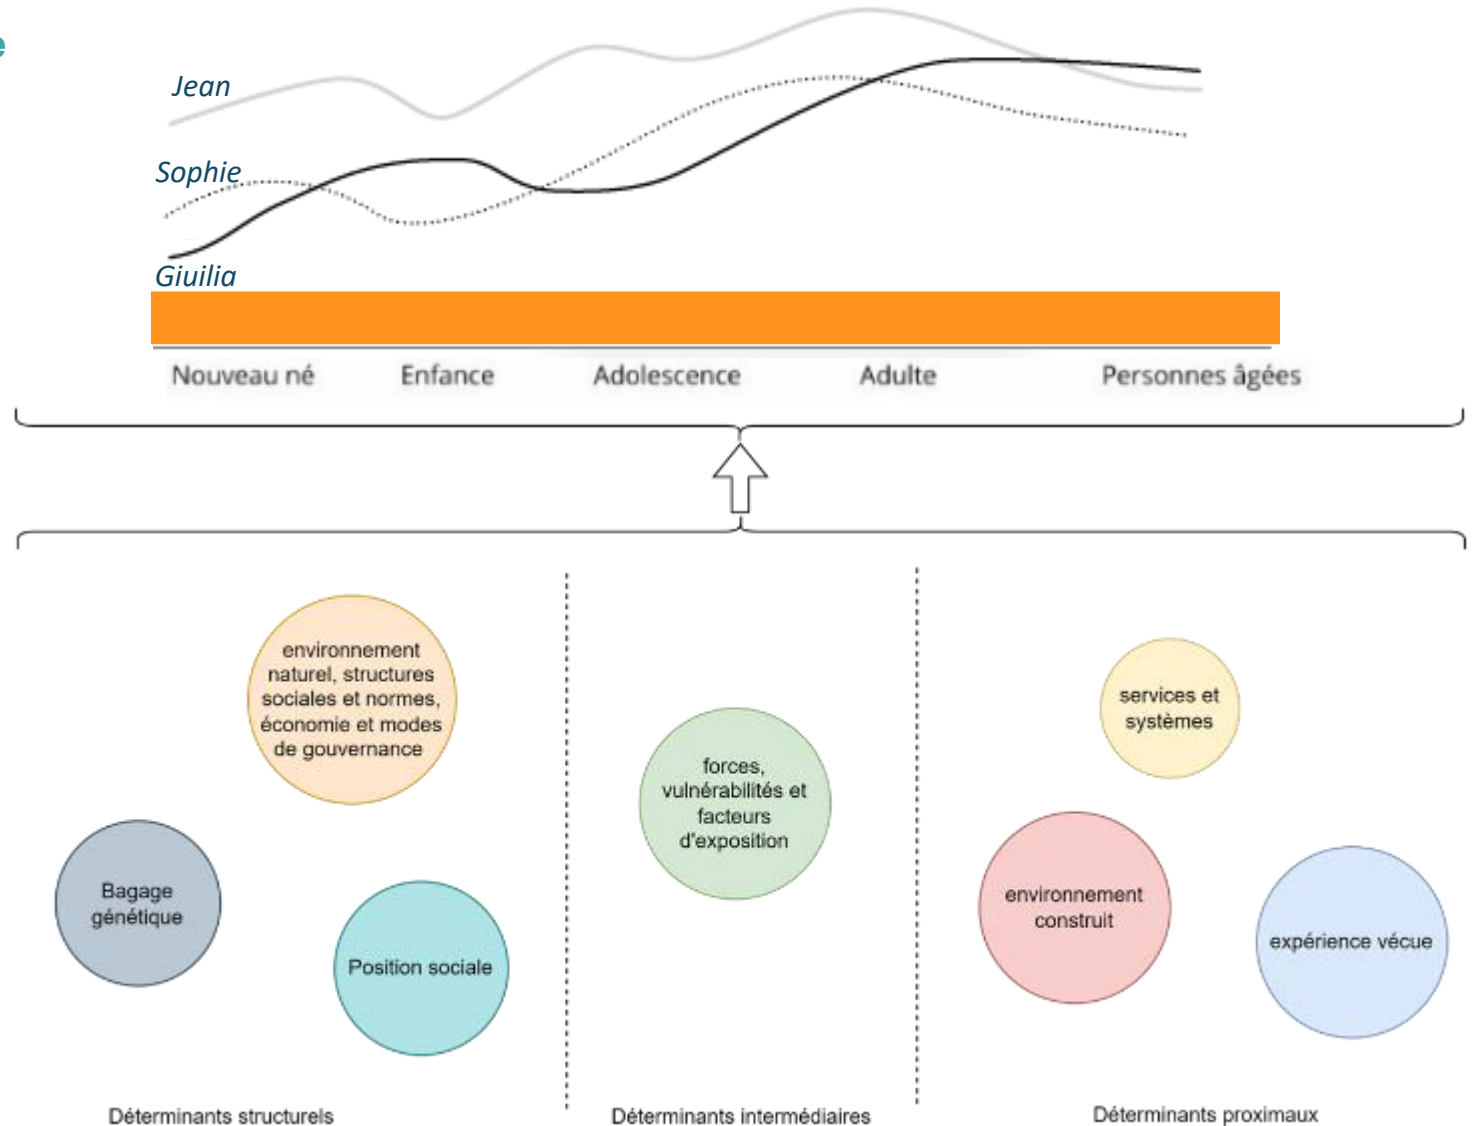 e
Jean
Sophie
Giuilia
Nouveau né Enfance Adolescence Adulte Personnes âgées
environnement
naturel, structures
sociales et normes,
économie et modes
de gouvernance
Bagage
génétique
Position sociale
forces,
vulnérabilités et
facteurs
d'exposition
services et
systèmes
environnement
construit
expérience vécue
Déterminants structurels
Déterminants intermédiaires
Déterminants proximaux